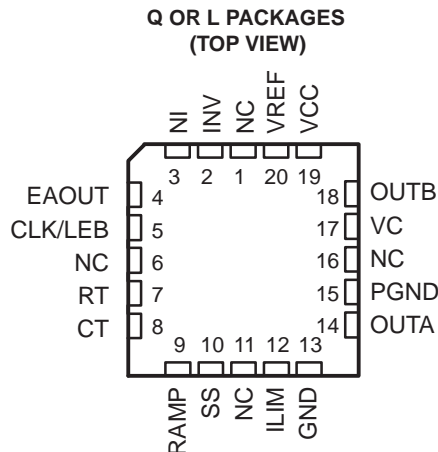 Q OR L PACKAGES
(TOP VIEW)
NI INV NC VREF VCC
3 2 1 20 19
EAOUT 4
CLK/LEB 5
NC 6
RT 7
CT 8
18 OUTB
17 VC
16 NC
15 PGND
14 OUTA
9 10 11 12 13
RAMP SS NC ILIM GND